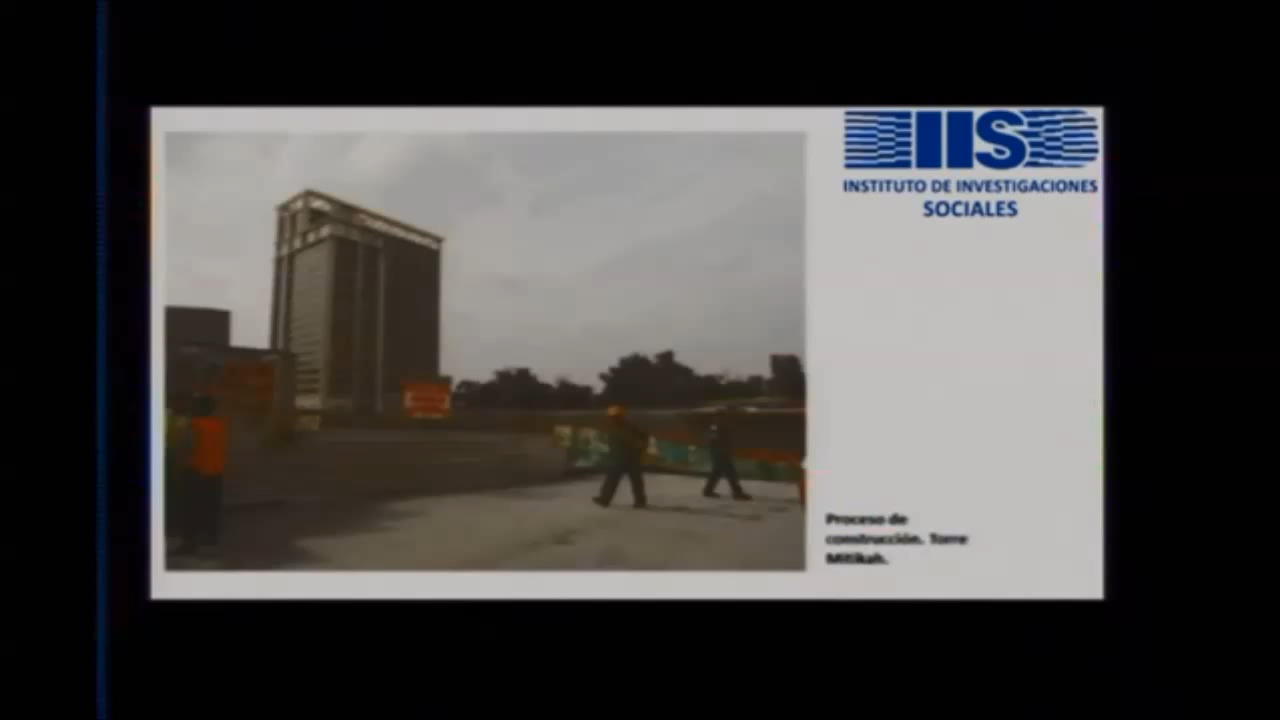 IIS
INSTITUTO DE INVESTIGACIONES
SOCIALES
Proceso de
construcción. Torre
Mitikah.